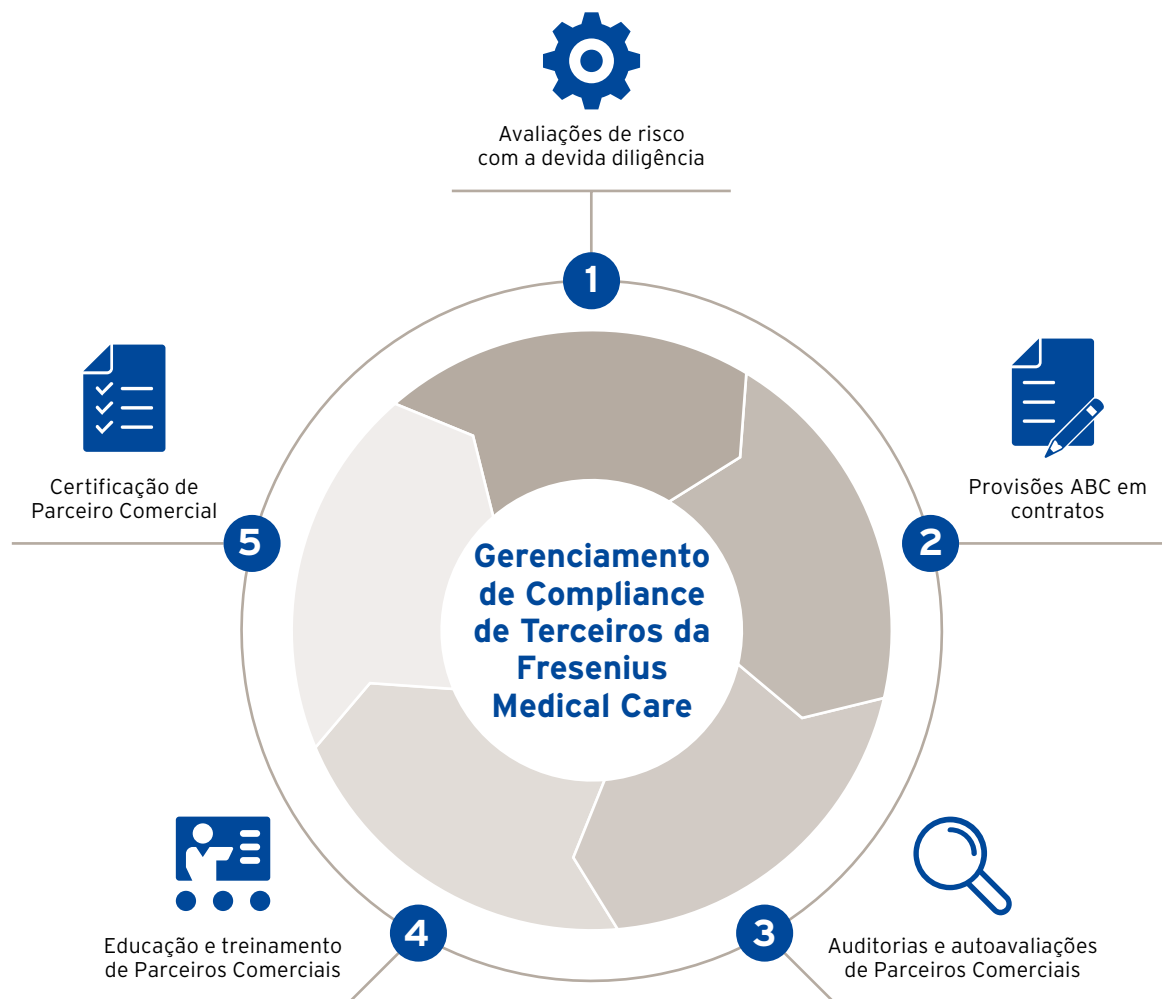 Avaliações de risco
com a devida diligência
1
Provisões ABC em
contratos
2
Auditorias e autoavaliações
de Parceiros Comerciais
3
Educação e treinamento
de Parceiros Comerciais
4
Certificação de
Parceiro Comercial
5
Gerenciamento
de Compliance
de Terceiros da
Fresenius
Medical Care